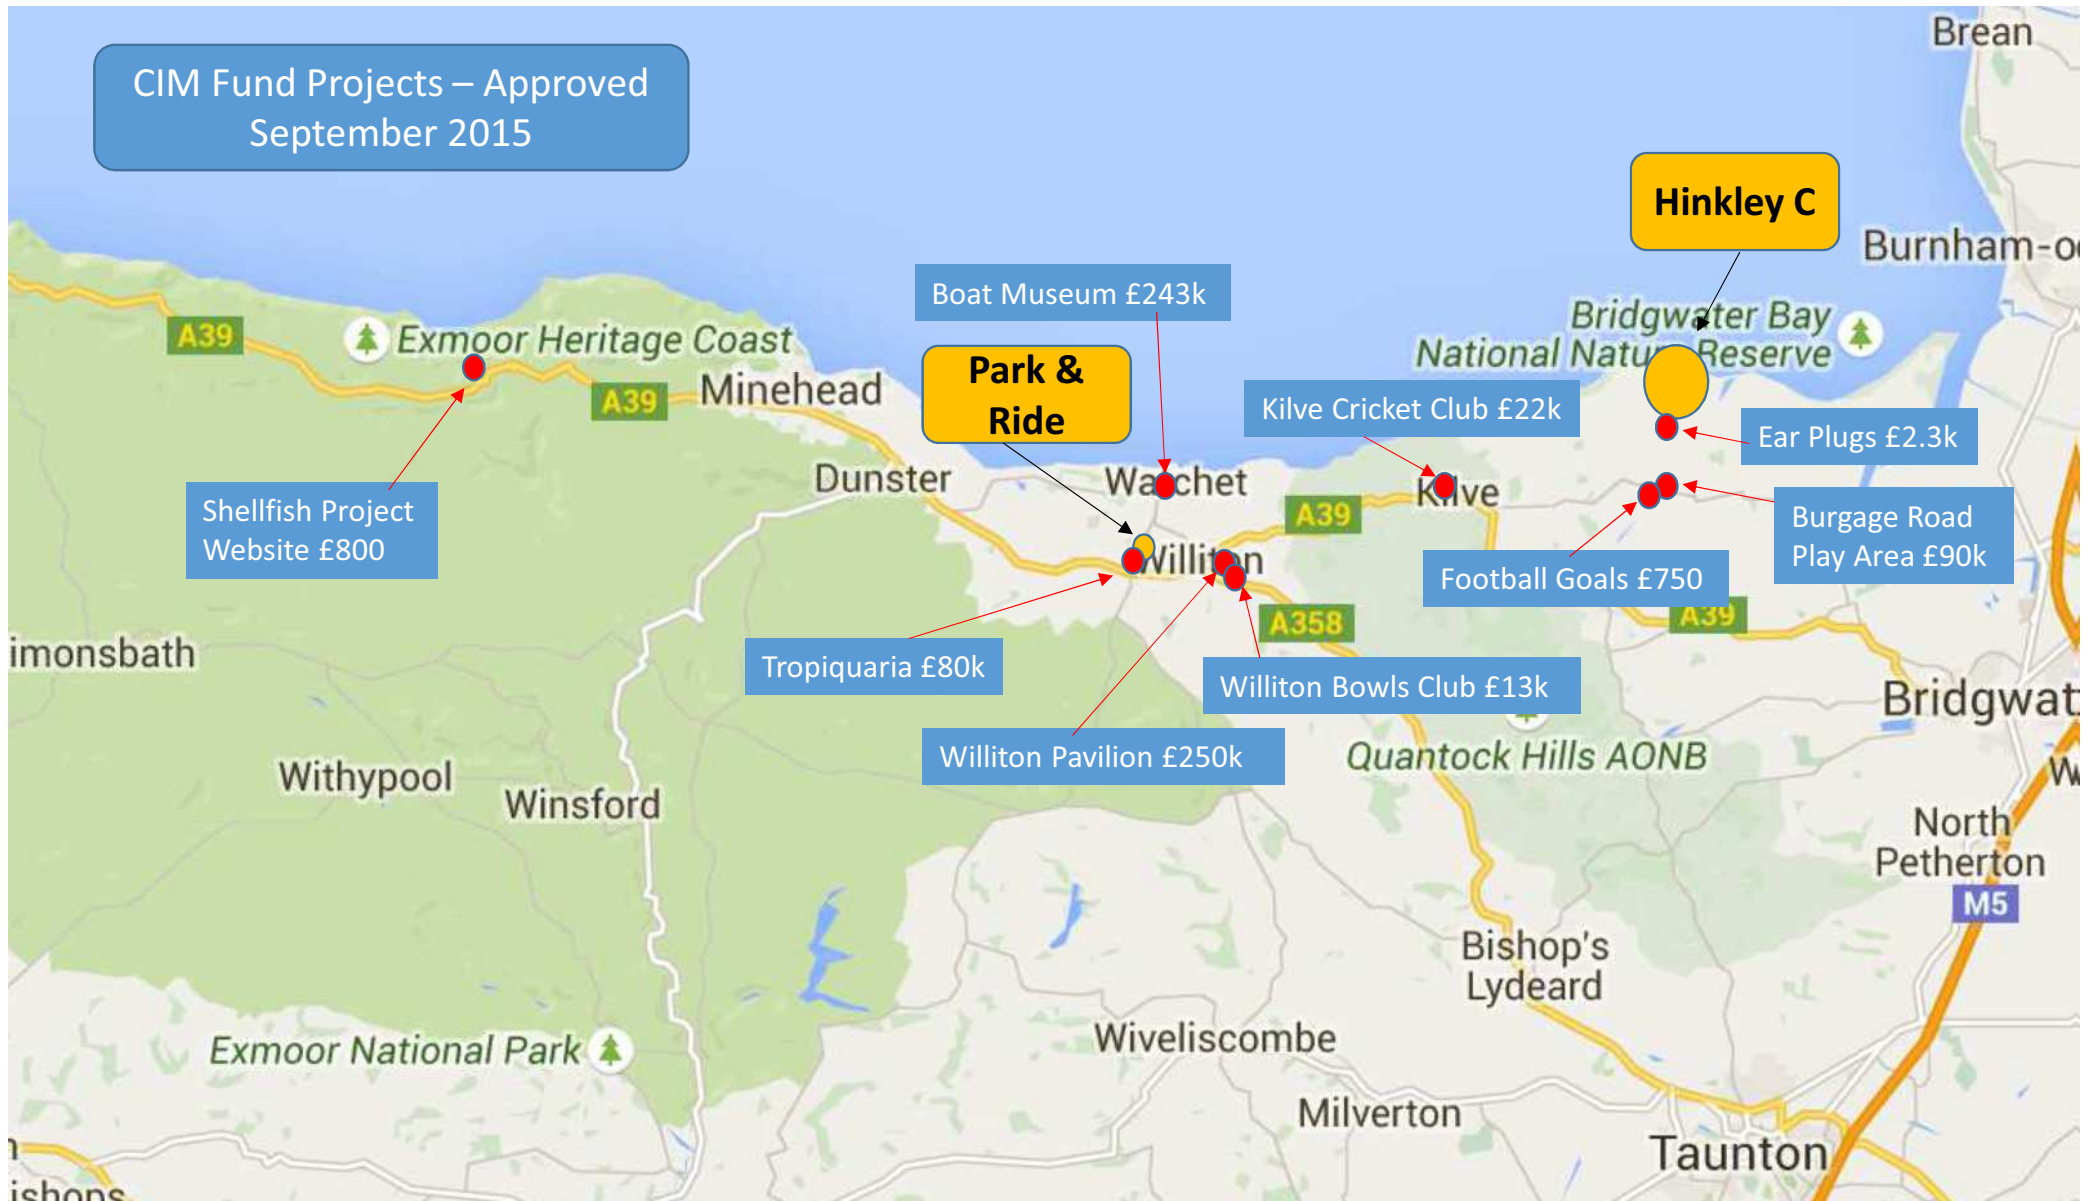 CIM Fund Projects – Approved
September 2015
Brean
Hinkley C
Burnham-o
Boat Museum £243k
Bridgwater Bay
National Nature Reserve
A39
Exmoor Heritage Coast
Park &
Ride
A39
Minehead
Kilve Cricket Club £22k
Ear Plugs £2.3k
Dunster
Watchet
A39
Kilve
Shellfish Project
Website £800
Burgage Road
Play Area £90k
Williton
Football Goals £750
A358
A39
imonsbath
Tropiquaria £80k
Williton Bowls Club £13k
Bridgwat
Williton Pavilion £250k
Quantock Hills AONB
Withypool
Winsford
North
Petherton
M5
Bishop's
Lydeard
Exmoor National Park
Wiveliscombe
Milverton
Taunton
ishops